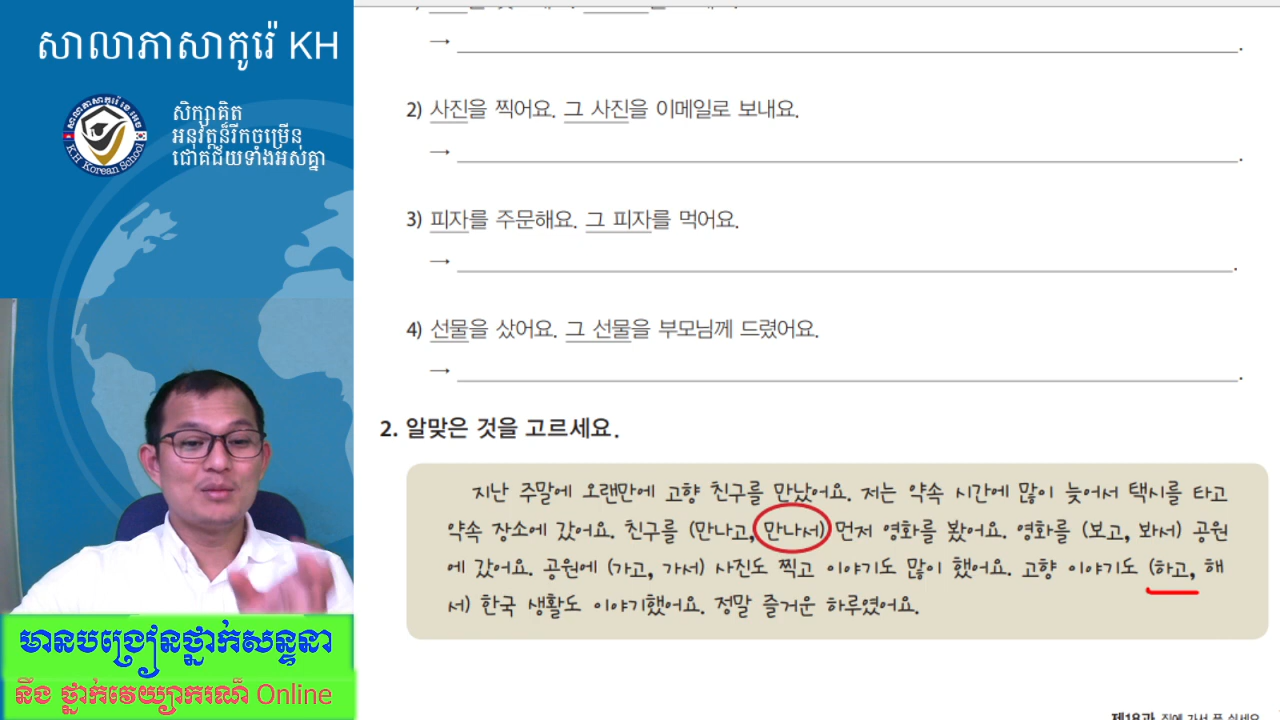 សាលាភាសាកូរ៉េ KH
សិក្សាគិត
អនុវត្តន៍រីកចម្រើន
ជោគជ័យទាំងអស់គ្នា
សាលាភាសាកូរ៉េ ខេ អេច
K.H Korean School
មានបង្រៀនថ្នាក់សន្ទនា
និង ថ្នាក់វេយ្យាករណ៍ Online
→ .
2) 사진을 찍어요. 그 사진을 이메일로 보내요.
→ .
3) 피자를 주문해요. 그 피자를 먹어요.
→ .
4) 선물을 샀어요. 그 선물을 부모님께 드렸어요.
→ .
2. 알맞은 것을 고르세요.
지난 주말에 오랜만에 고향 친구를 만났어요. 저는 약속 시간에 많이 늦어서 택시를 타고
약속 장소에 갔어요. 친구를 (만나고, 만나서) 먼저 영화를 봤어요. 영화를 (보고, 봐서) 공원
에 갔어요. 공원에 (가고, 가서) 사진도 찍고 이야기도 많이 했어요. 고향 이야기도 (하고, 해
서) 한국 생활도 이야기했어요. 정말 즐거운 하루였어요.